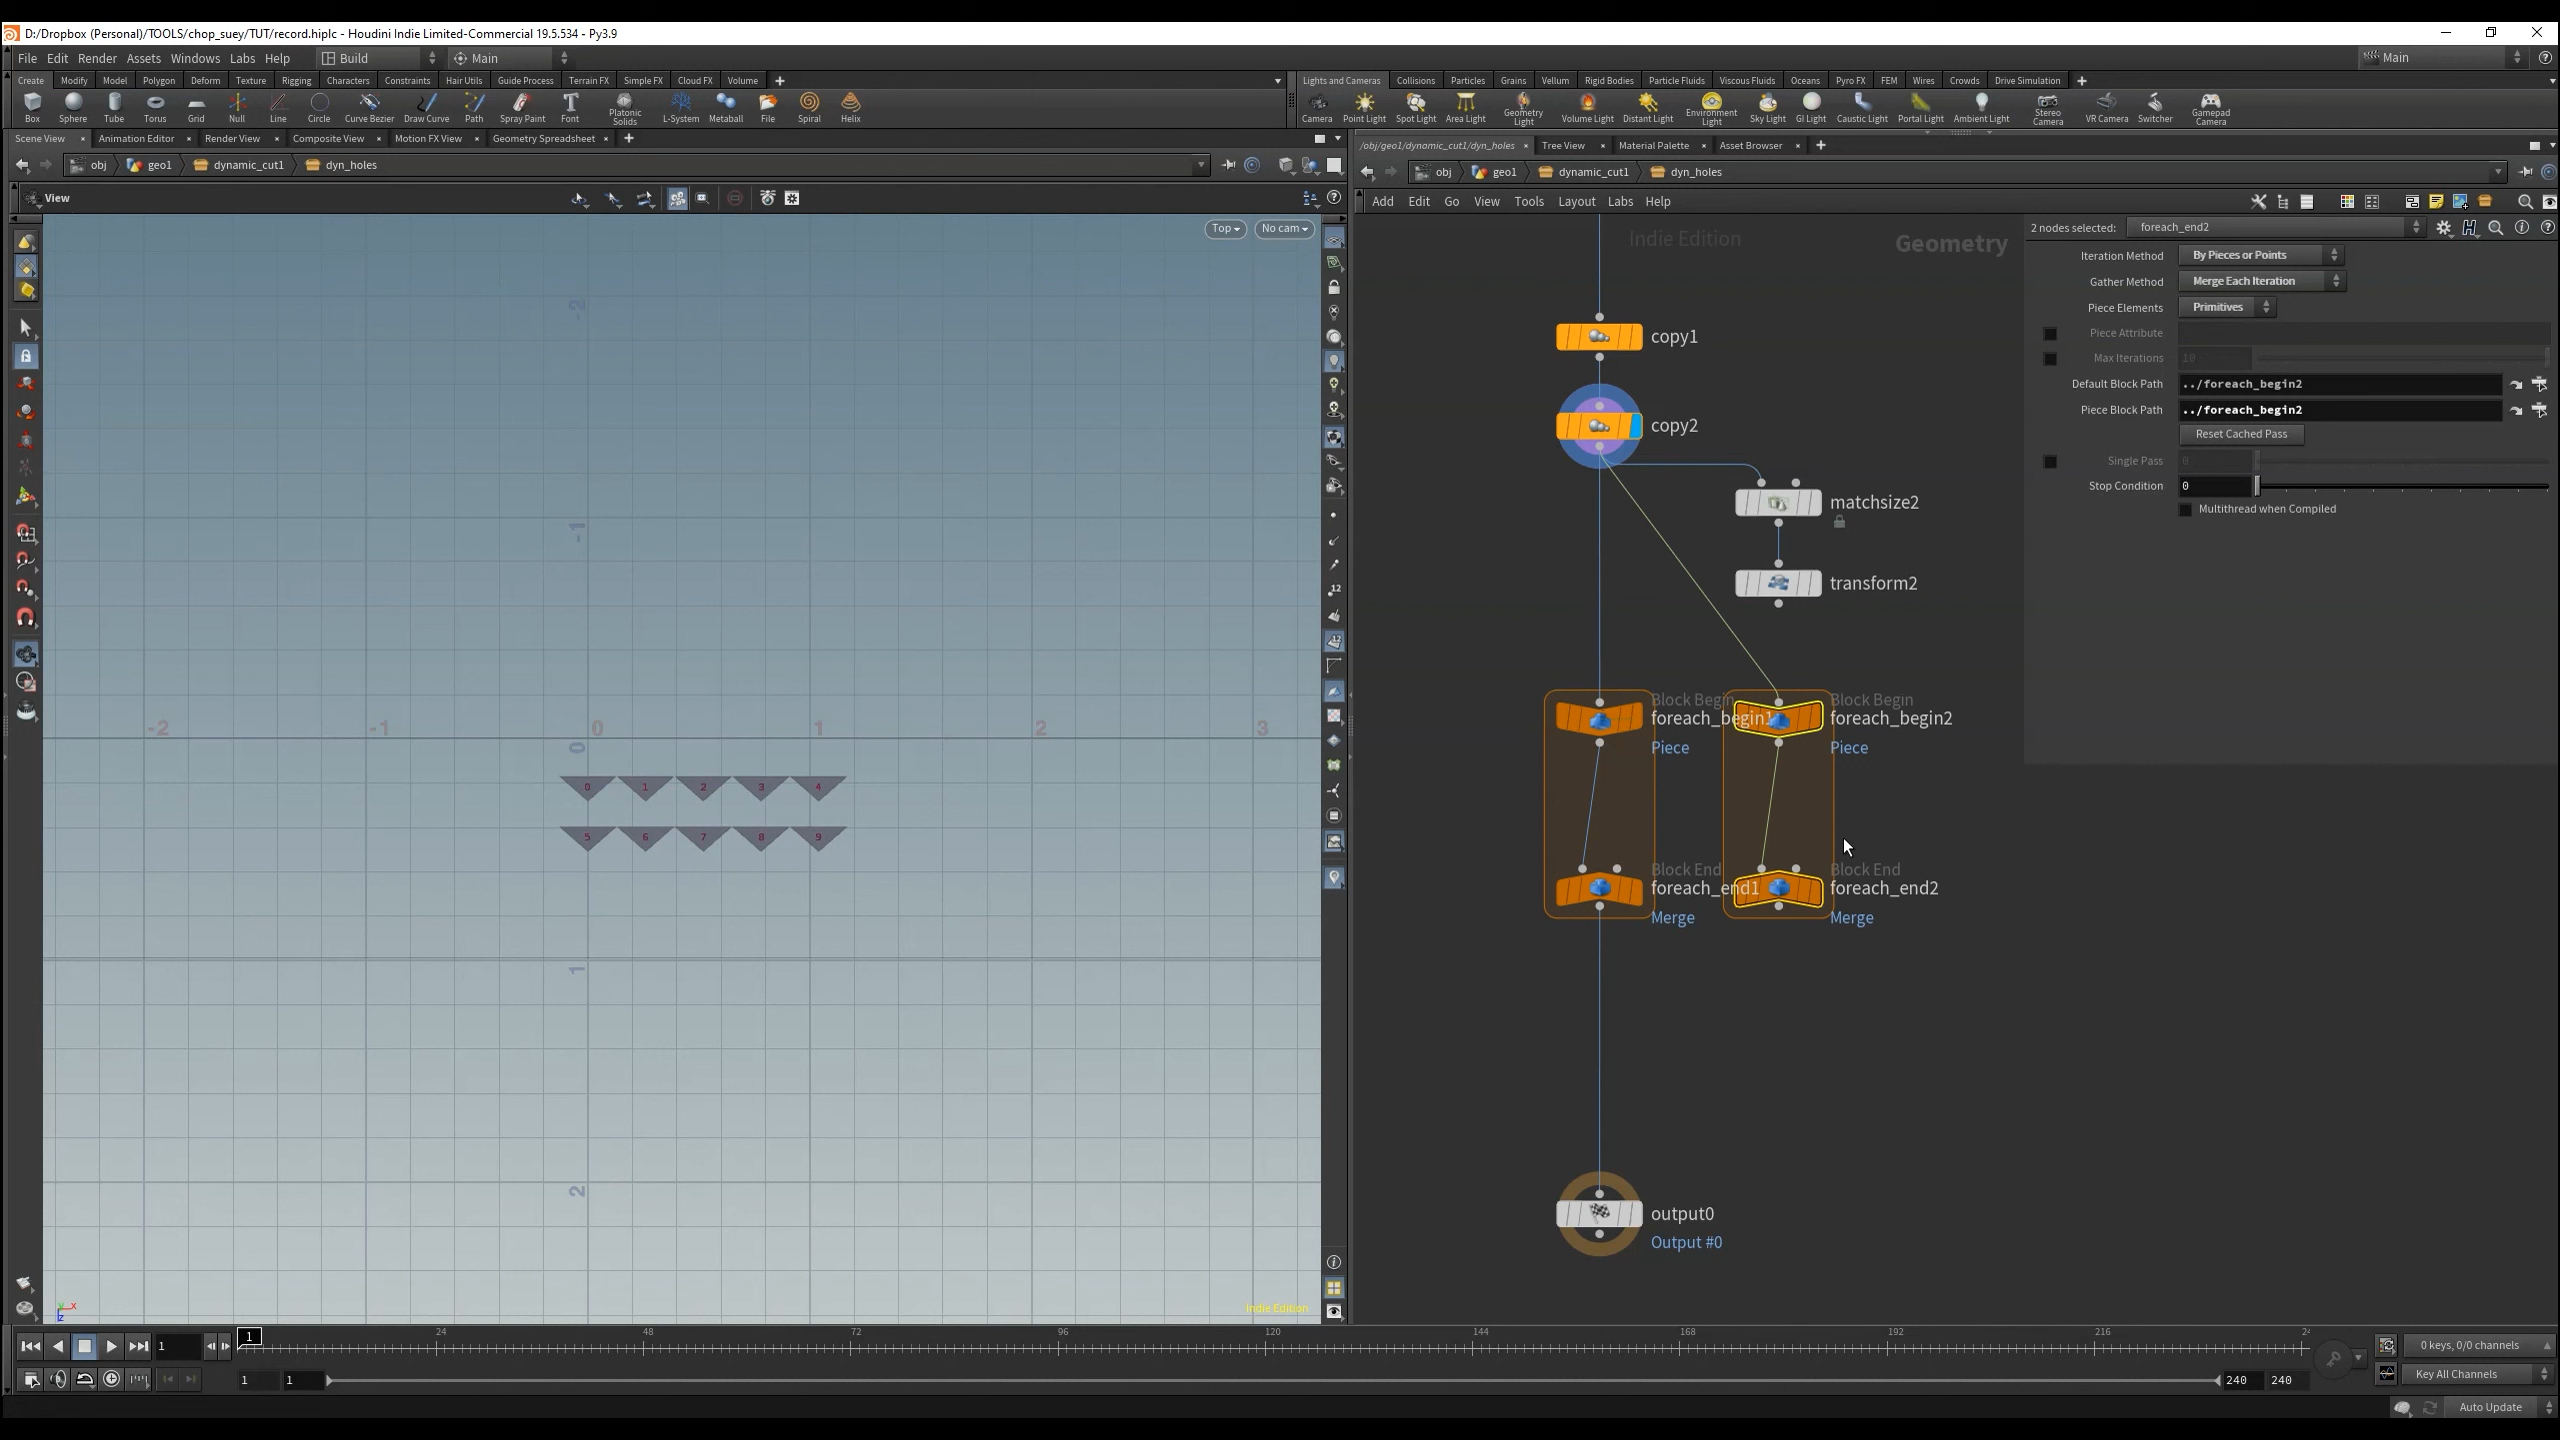 D:/Dropbox (Personal)/TOOLS/chop_suey/TUT/record.hiplc - Houdini Indie Limited-Commercial 19.5.534 - Py3.9
File Edit Render Assets Windows Labs Help Build Main Main
Create Modify Model Polygon Deform Texture Rigging Characters Constraints Hair Utils Guide Process Terrain FX Simple FX Cloud FX Volume
Lights and Cameras Collisions Particles Grains Vellum Rigid Bodies Particle Fluids Viscous Fluids Oceans Pyro FX FEM Wires Crowds Drive Simulation
Box Sphere Tube Torus Grid Null Line Circle Curve Bezier Draw Curve Path Spray Paint Font Platonic Solids L-System Metaball File Spiral Helix
Camera Point Light Spot Light Area Light Geometry Light Volume Light Distant Light Environment Light Sky Light GI Light Caustic Light Portal Light Ambient Light Stereo Camera VR Camera Switcher Gamepad Camera
Scene View Animation Editor Render View Composite View Motion FX View Geometry Spreadsheet
/obj/geo1/dynamic_cut1/dyn_holes Tree View Material Palette Asset Browser
obj geo1 dynamic_cut1 dyn_holes
obj geo1 dynamic_cut1 dyn_holes
View
Add Edit Go View Tools Layout Labs Help
Top No cam
Indie Edition
Geometry
2 nodes selected: foreach_end2
Iteration Method By Pieces or Points
Gather Method Merge Each Iteration
Piece Elements Primitives
Piece Attribute
Max Iterations 10
Default Block Path ../foreach_begin2
Piece Block Path ../foreach_begin2
Reset Cached Pass
Single Pass 0
Stop Condition 0
Multithread when Compiled
copy1
copy2
matchsize2
transform2
Block Begin
foreach_begin1
Piece
Block Begin
foreach_begin2
Piece
Block End
foreach_end1
Merge
Block End
foreach_end2
Merge
output0
Output #0
-2
-1
-2 -1 0 1 2 3
0
0 1 2 3 4
5 6 7 8 9
1
2
12
12
Indie Edition
1 1 24 48 72 96 120 144 168 192 216 24
0 keys, 0/0 channels
1 1 240 240
Key All Channels
Auto Update